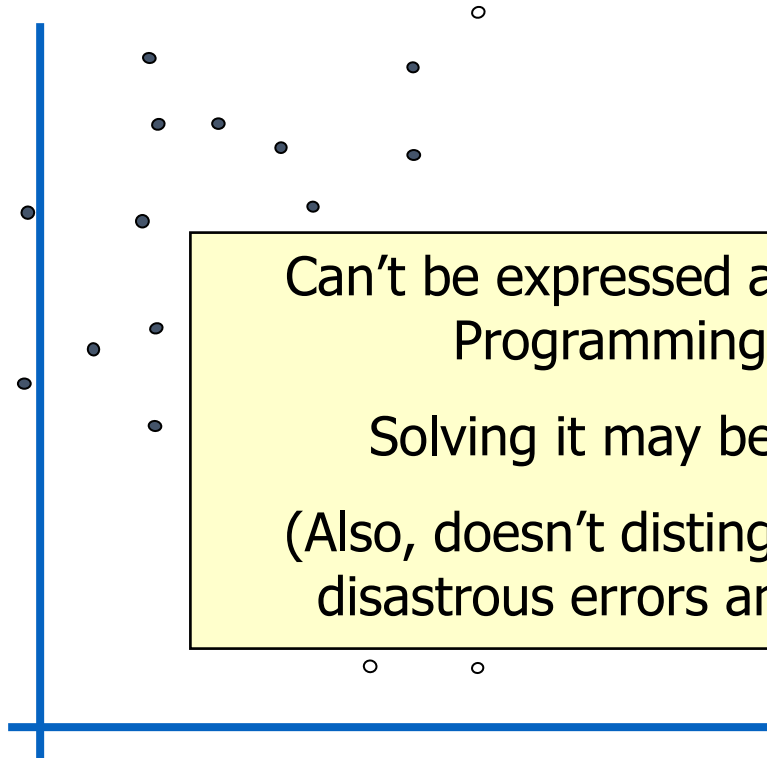 Can’t be expressed a
Programming
Solving it may be
(Also, doesn’t disting
disastrous errors an